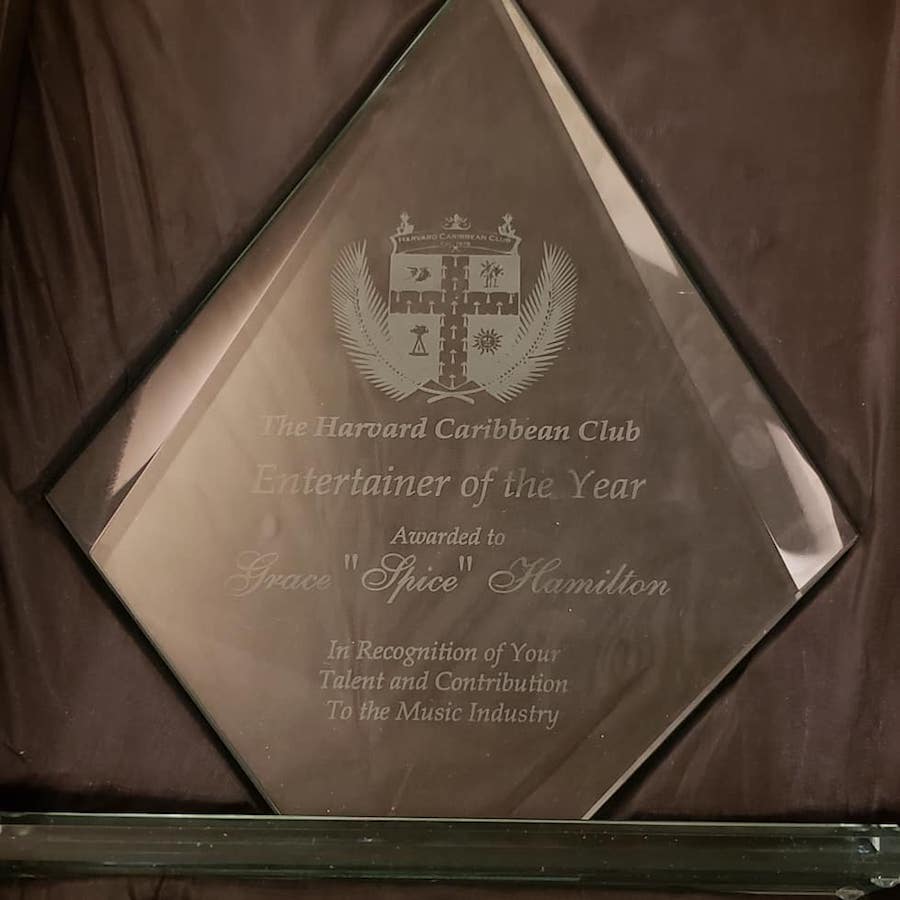 HARVARD CARIBBEAN CLUB
The Harvard Caribbean Club
Entertainer of the Year
Awarded to
Grace "Spice" Hamilton
In Recognition of Your
Talent and Contribution
To the Music Industry